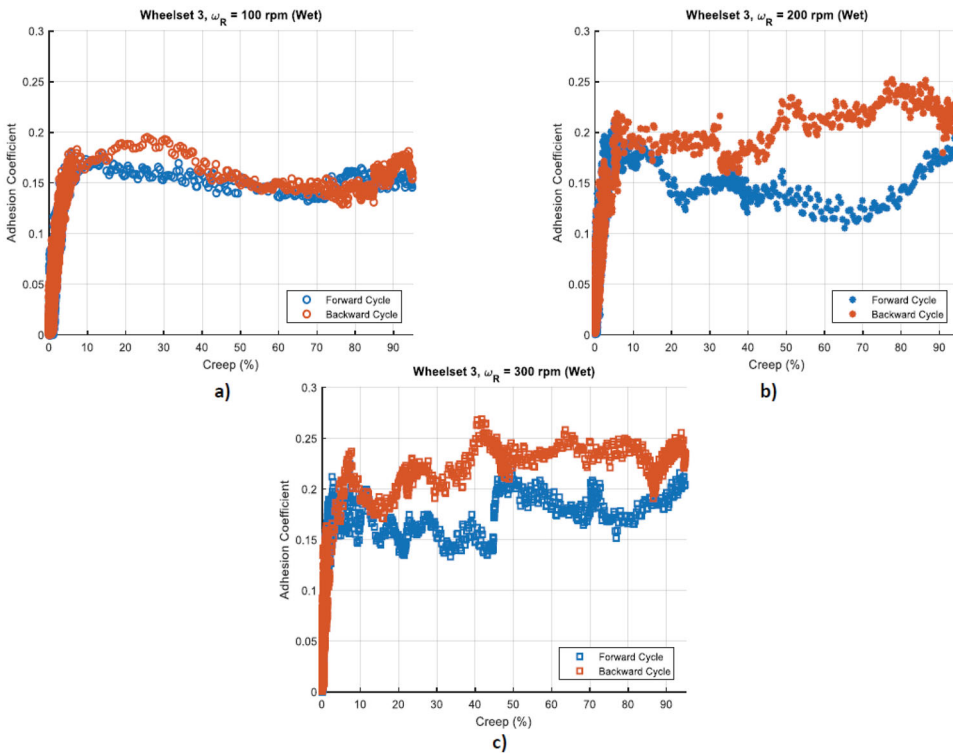 Wheelset 3, ω_R = 100 rpm (Wet)
0.3
0.25
0.2
0.15
0.1
0.05
0
Adhesion Coefficient
0 10 20 30 40 50 60 70 80 90
Creep (%)
Forward Cycle
Backward Cycle
a)
Wheelset 3, ω_R = 200 rpm (Wet)
0.3
0.25
0.2
0.15
0.1
0.05
0
Adhesion Coefficient
0 10 20 30 40 50 60 70 80 90
Creep (%)
Forward Cycle
Backward Cycle
b)
Wheelset 3, ω_R = 300 rpm (Wet)
0.3
0.25
0.2
0.15
0.1
0.05
0
Adhesion Coefficient
0 10 20 30 40 50 60 70 80 90
Creep (%)
Forward Cycle
Backward Cycle
c)